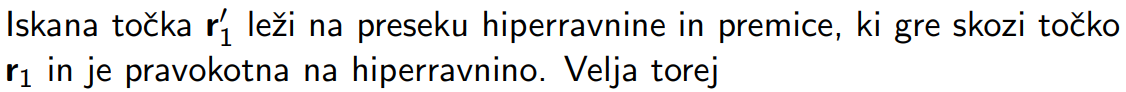 Iskana točka r′₁ leži na preseku hiperravnine in premice, ki gre skozi točko
r₁ in je pravokotna na hiperravnino. Velja torej